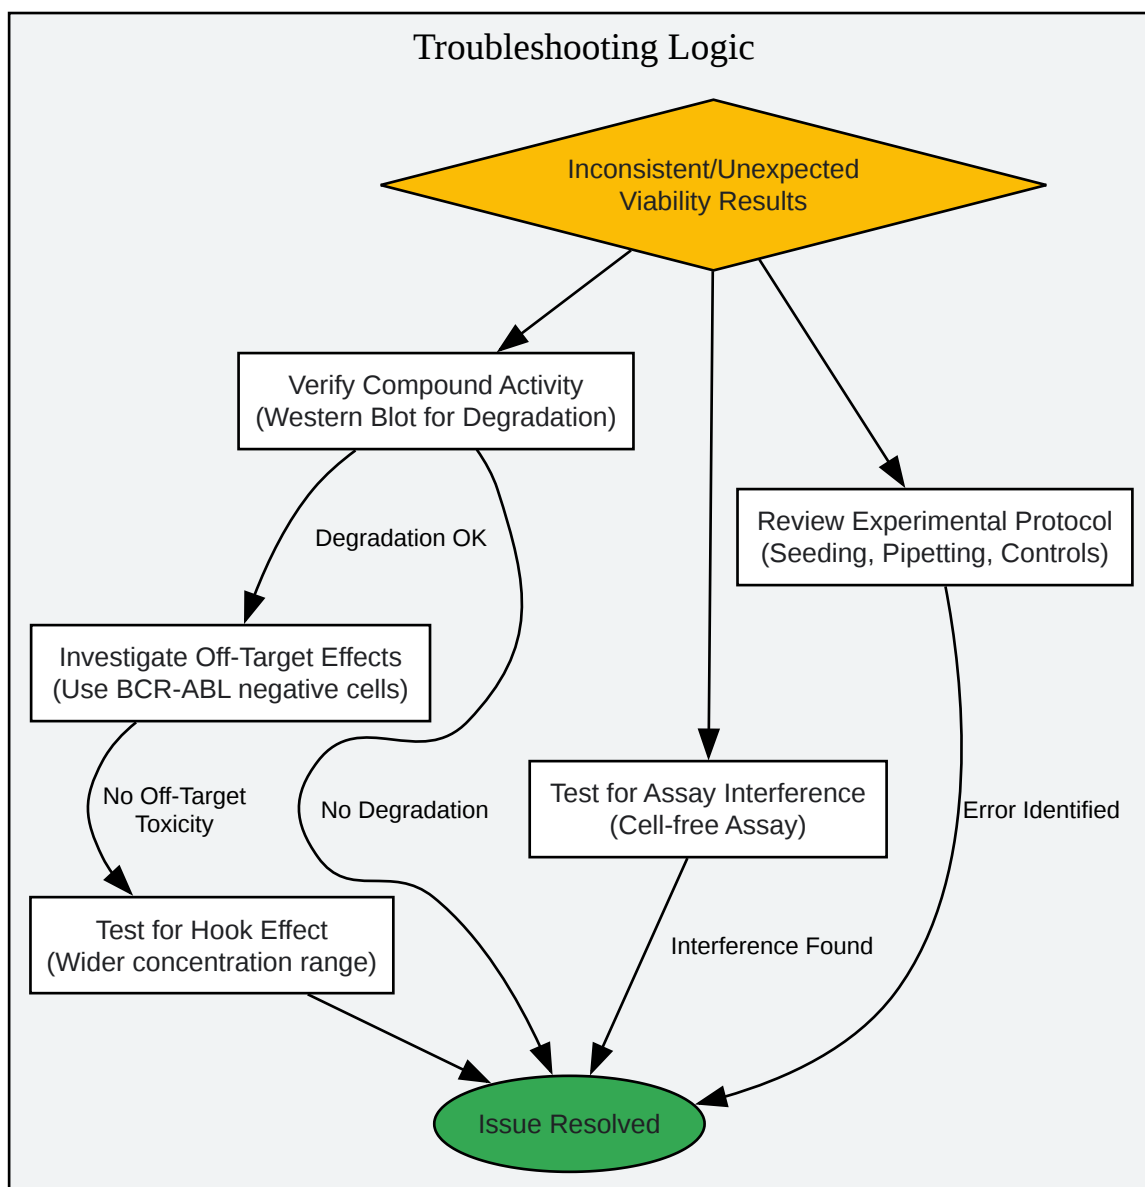 Troubleshooting Logic
Inconsistent/Unexpected
Viability Results
Verify Compound Activity
(Western Blot for Degradation)
Review Experimental Protocol
(Seeding, Pipetting, Controls)
Degradation OK
Investigate Off-Target Effects
(Use BCR-ABL negative cells)
No Off-Target
Toxicity
No Degradation
Test for Assay Interference
(Cell-free Assay)
Error Identified
Test for Hook Effect
(Wider concentration range)
Interference Found
Issue Resolved